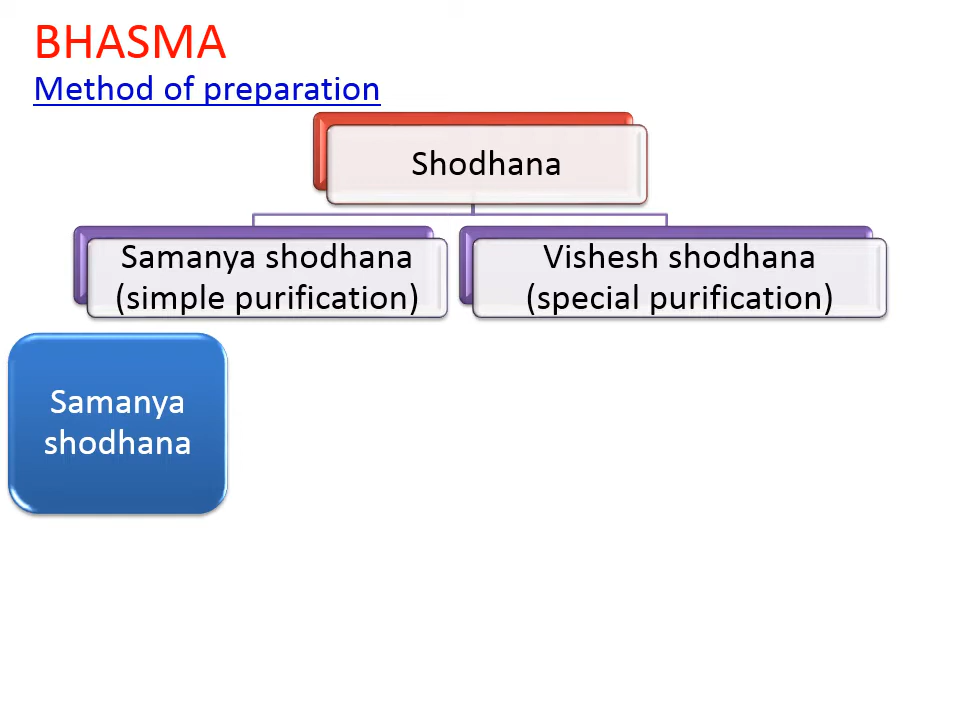 BHASMA
Method of preparation
Shodhana
Samanya shodhana
(simple purification)
Vishesh shodhana
(special purification)
Samanya
shodhana